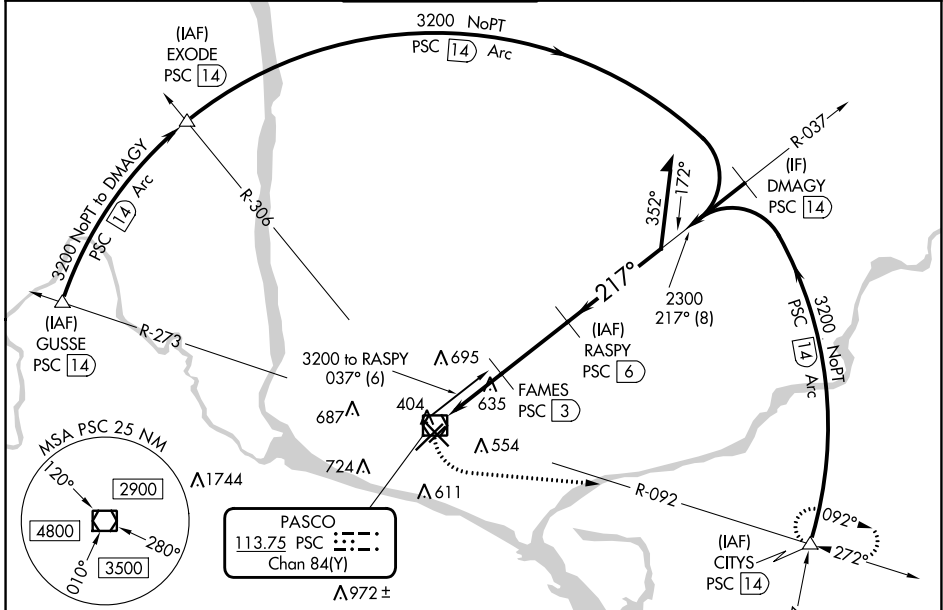 3200 NoPT
PSC 14 Arc
(IAF)
EXODE
PSC 14
3200 NoPT to DMAGY
PSC 14 Arc
R-306
R-037
(IF)
DMAGY
PSC 14
352°
172°
217°
2300
217° (8)
(IAF)
GUSSE
PSC 14
R-273
(IAF)
RASPY
PSC 6
3200 NoPT
PSC 14 Arc
3200 to RASPY
037° (6)
695
FAMES
PSC 3
635
404
687
554
724
611
1744
R-092
MSA PSC 25 NM
120°
2900
4800
3500
280°
010°
PASCO
113.75 PSC
Chan 84(Y)
972 ±
092°
272°
(IAF)
CITYS
PSC 14